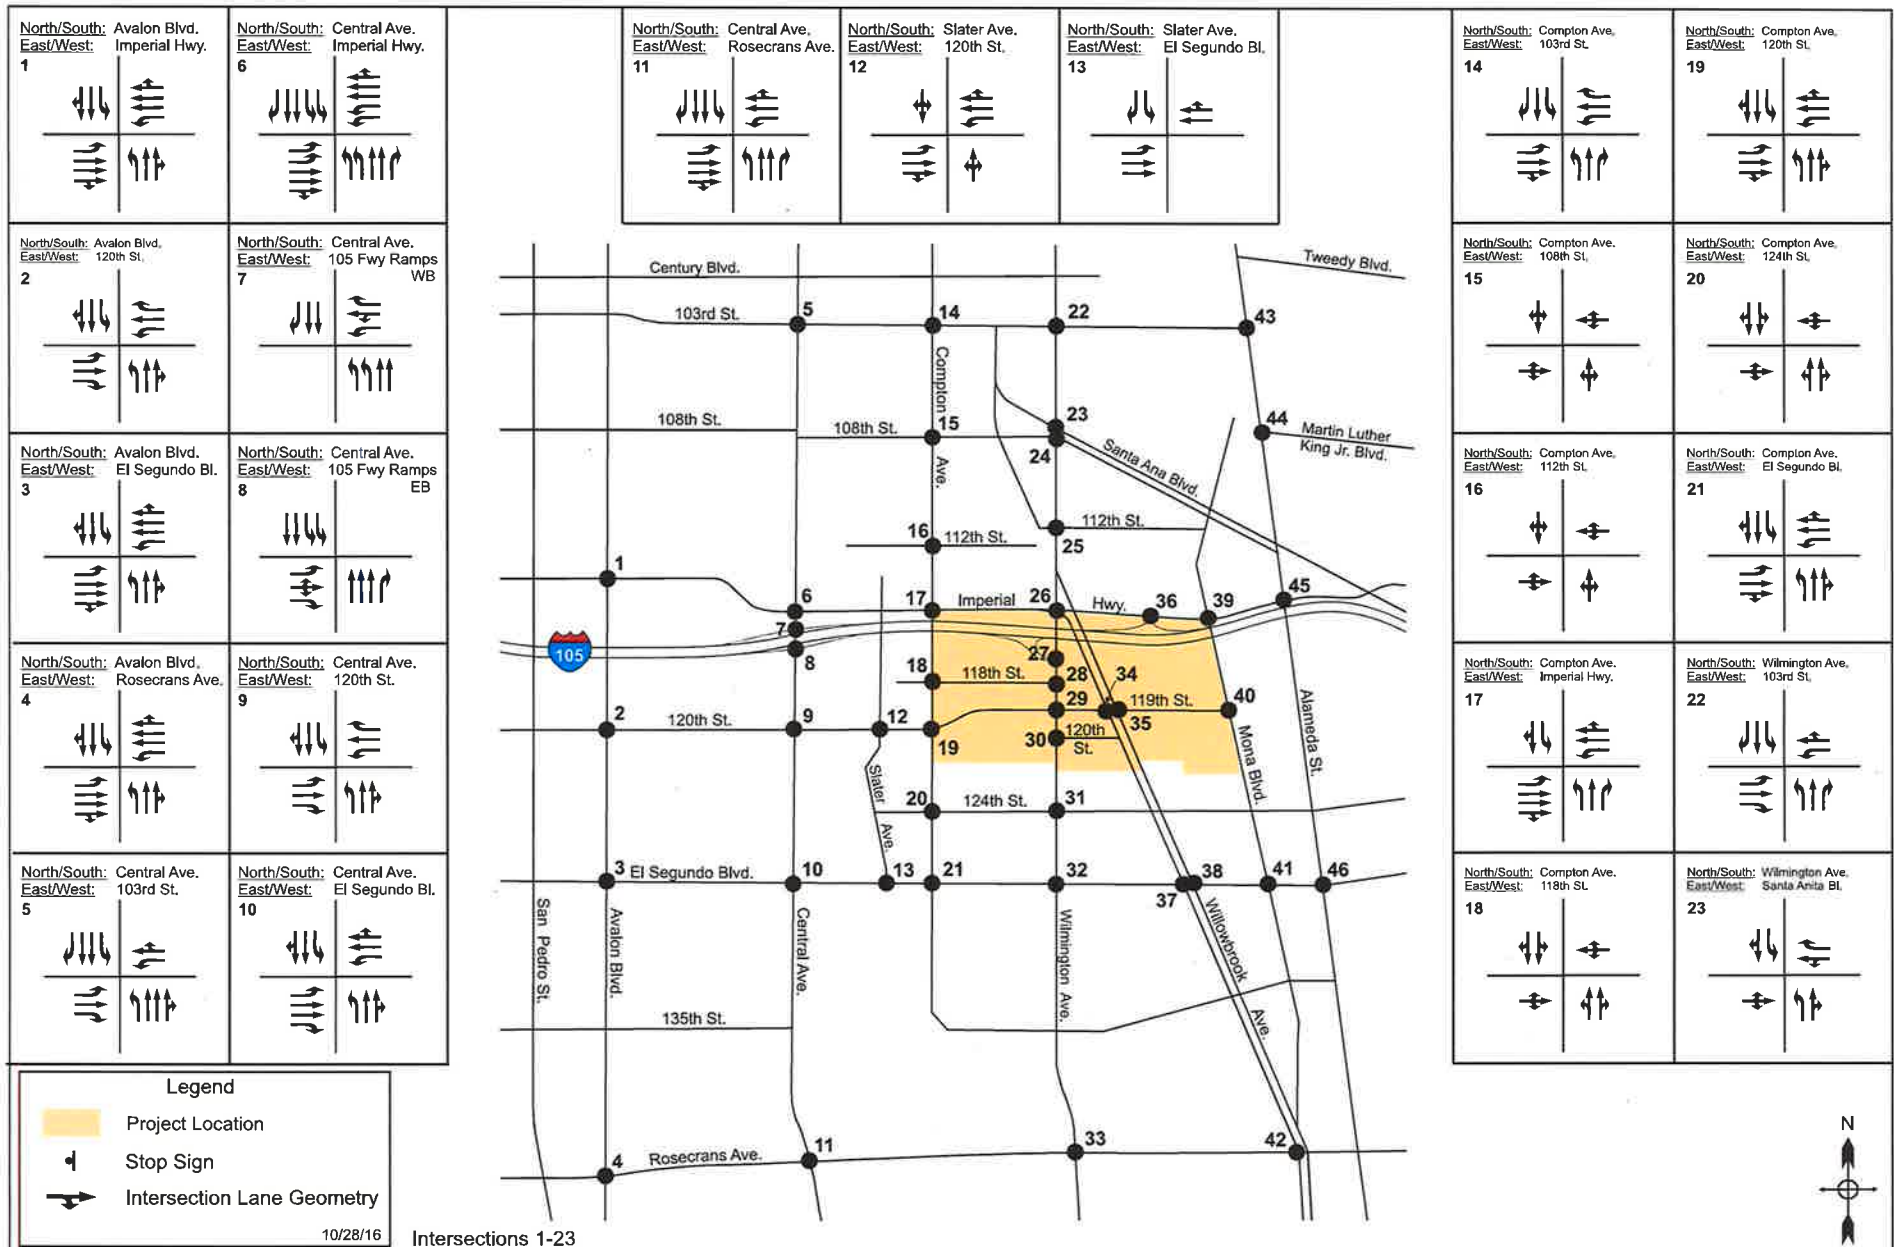 North/South: Avalon Blvd.
East/West: Imperial Hwy.
1
North/South: Central Ave.
East/West: Imperial Hwy.
6
North/South: Avalon Blvd.
East/West: 120th St.
2
North/South: Central Ave.
East/West: 105 Fwy Ramps
WB
7
North/South: Avalon Blvd.
East/West: El Segundo Bl.
3
North/South: Central Ave.
East/West: 105 Fwy Ramps
EB
8
North/South: Avalon Blvd.
East/West: Rosecrans Ave.
4
North/South: Central Ave.
East/West: 120th St.
9
North/South: Central Ave.
East/West: 103rd St.
5
North/South: Central Ave.
East/West: El Segundo Bl.
10
North/South: Central Ave.
East/West: Rosecrans Ave.
11
North/South: Slater Ave.
East/West: 120th St.
12
North/South: Slater Ave.
East/West: El Segundo Bl.
13
North/South: Compton Ave.
East/West: 103rd St.
14
North/South: Compton Ave.
East/West: 120th St.
19
North/South: Compton Ave.
East/West: 108th St.
15
North/South: Compton Ave.
East/West: 124th St.
20
North/South: Compton Ave.
East/West: 112th St.
16
North/South: Compton Ave.
East/West: El Segundo Bl.
21
North/South: Compton Ave.
East/West: Imperial Hwy.
17
North/South: Wilmington Ave.
East/West: 103rd St.
22
North/South: Compton Ave.
East/West: 118th St.
18
North/South: Wilmington Ave.
East/West: Santa Anita Bl.
23
Century Blvd.
Tweedy Blvd.
103rd St.
5
14
22
43
Compton
Ave.
108th St.
108th St.
15
23
24
44
Martin Luther
King Jr. Blvd.
Santa Ana Blvd.
16
112th St.
112th St.
25
1
6
7
8
17
Imperial
26
Hwy.
36
39
45
105
27
18
118th St.
28
34
29
119th St.
35
40
2
120th St.
9
12
19
30
120th
St.
Mona Blvd.
Alameda St.
Slater
Ave.
20
124th St.
31
3
El Segundo Blvd.
10
13
21
32
37
38
41
46
San Pedro St.
Avalon Blvd.
Central Ave.
Wilmington Ave.
Willowbrook
Ave.
135th St.
4
Rosecrans Ave.
11
33
42
Legend
Project Location
Stop Sign
Intersection Lane Geometry
10/28/16
Intersections 1-23
N